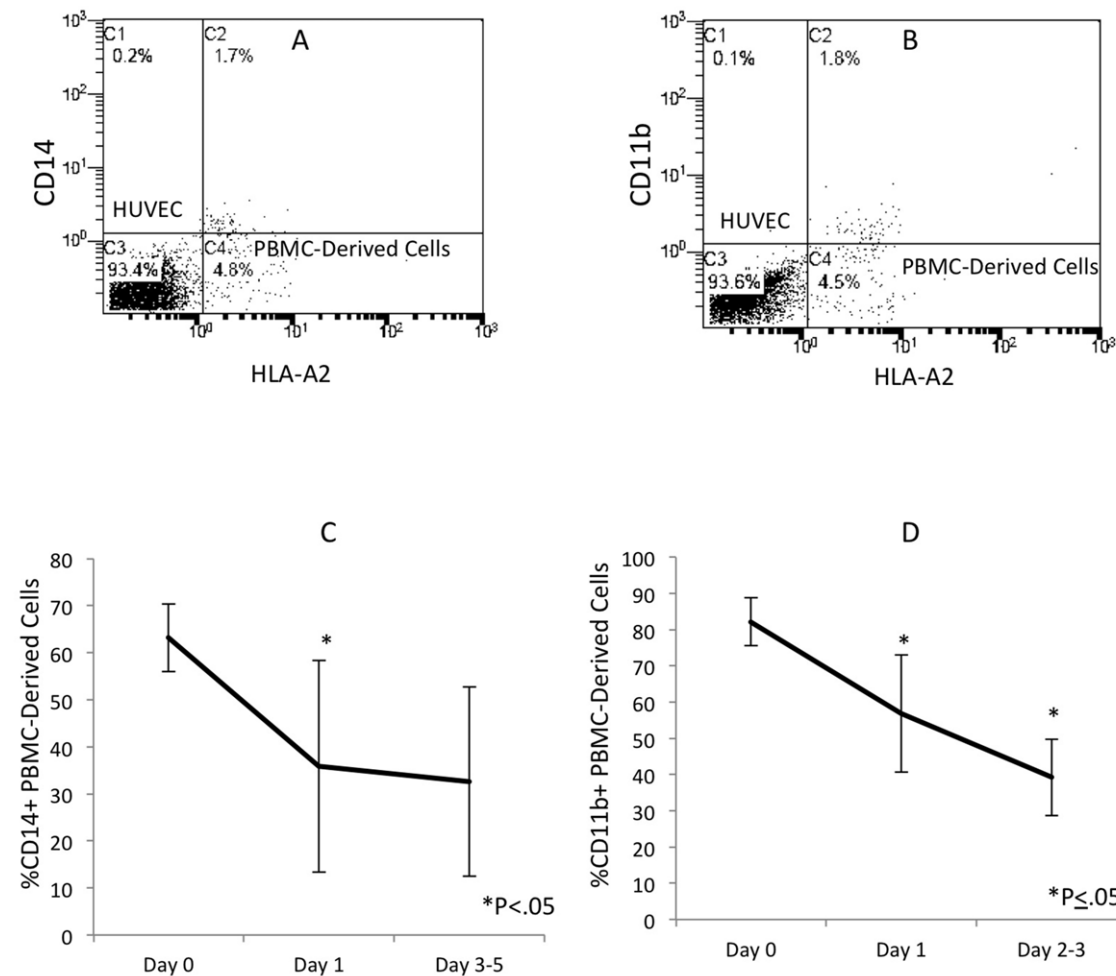 A
C1
0.2%
C2
1.7%
10³
10²
10¹
10⁰
CD14
HUVEC
C3
93.4%
C4
4.8%
PBMC-Derived Cells
10⁰
10¹
10²
10³
HLA-A2
B
C1
0.1%
C2
1.8%
10³
10²
10¹
10⁰
CD11b
HUVEC
C3
93.6%
C4
4.5%
PBMC-Derived Cells
10⁰
10¹
10²
10³
HLA-A2
C
%CD14+ PBMC-Derived Cells
80
70
60
50
40
30
20
10
0
*
*P<.05
Day 0
Day 1
Day 3-5
D
%CD11b+ PBMC-Derived Cells
100
90
80
70
60
50
40
30
20
10
0
*
*
*P≤.05
Day 0
Day 1
Day 2-3